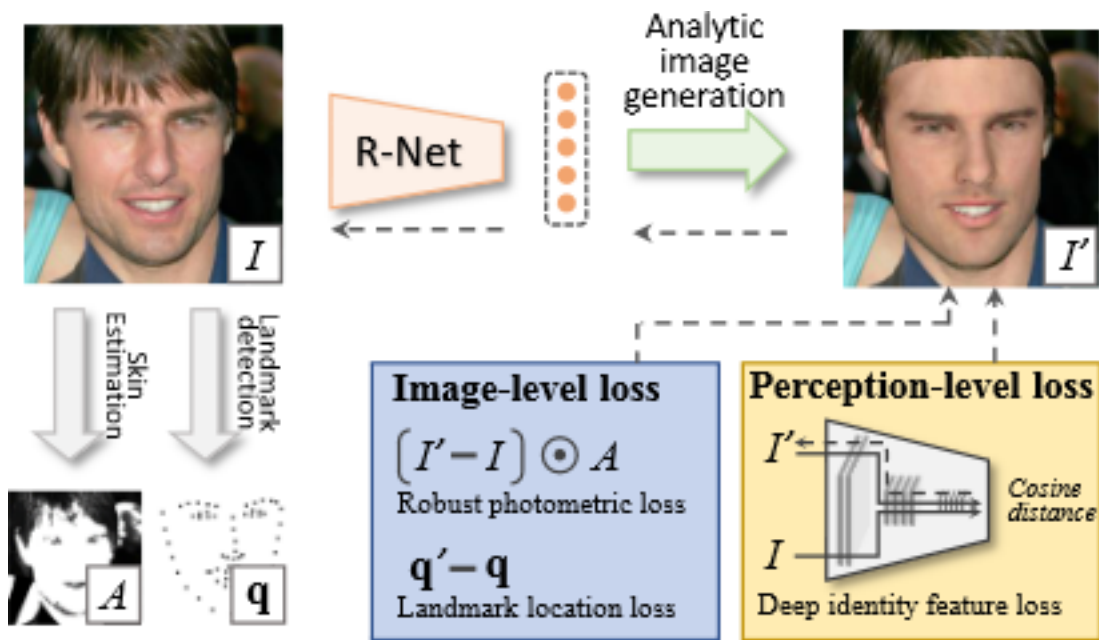 I
R-Net
Analytic
image
generation
I'
Skin
Estimation
Landmark
detection
A
q
Image-level loss
(I' − I) ⊙ A
Robust photometric loss
q' − q
Landmark location loss
Perception-level loss
I'
I
Cosine
distance
Deep identity feature loss